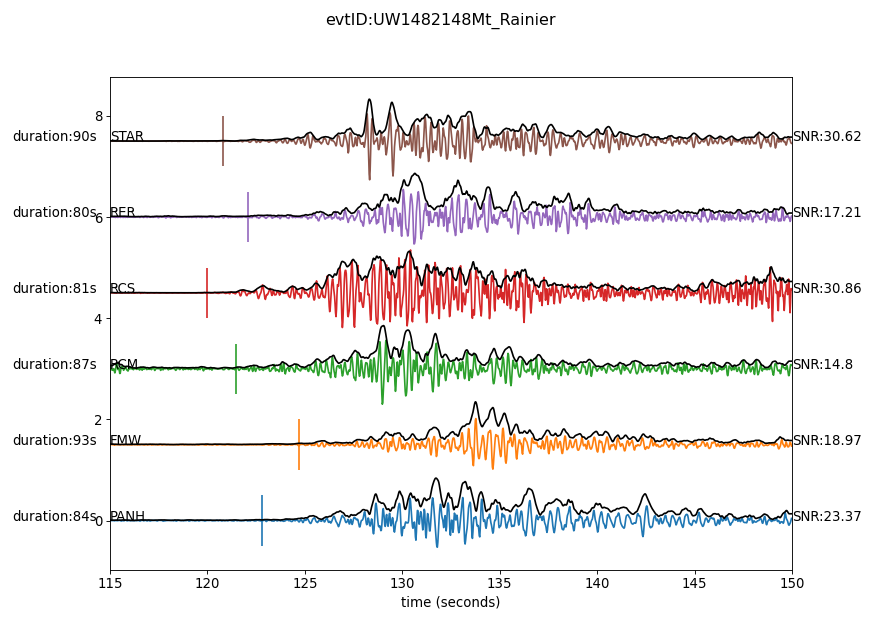 evtID:UW1482148Mt_Rainier
8
duration:90s STAR SNR:30.62
duration:80s RER SNR:17.21
6
duration:81s RCS SNR:30.86
4
duration:87s RCM SNR:14.8
2
duration:93s FMW SNR:18.97
duration:84s PANH SNR:23.37
0
115 120 125 130 135 140 145 150
time (seconds)